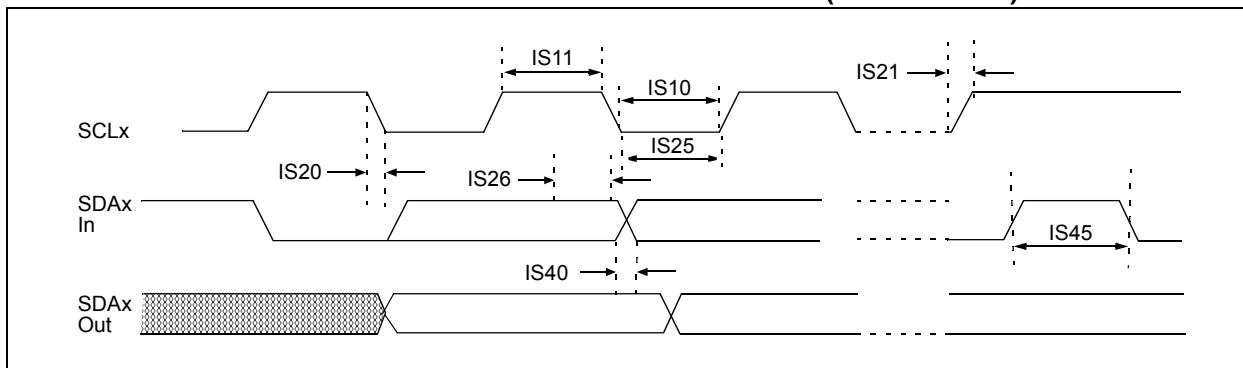 IS11
IS21
IS10
SCLx
IS25
IS20
IS26
SDAx
In
IS45
IS40
SDAx
Out